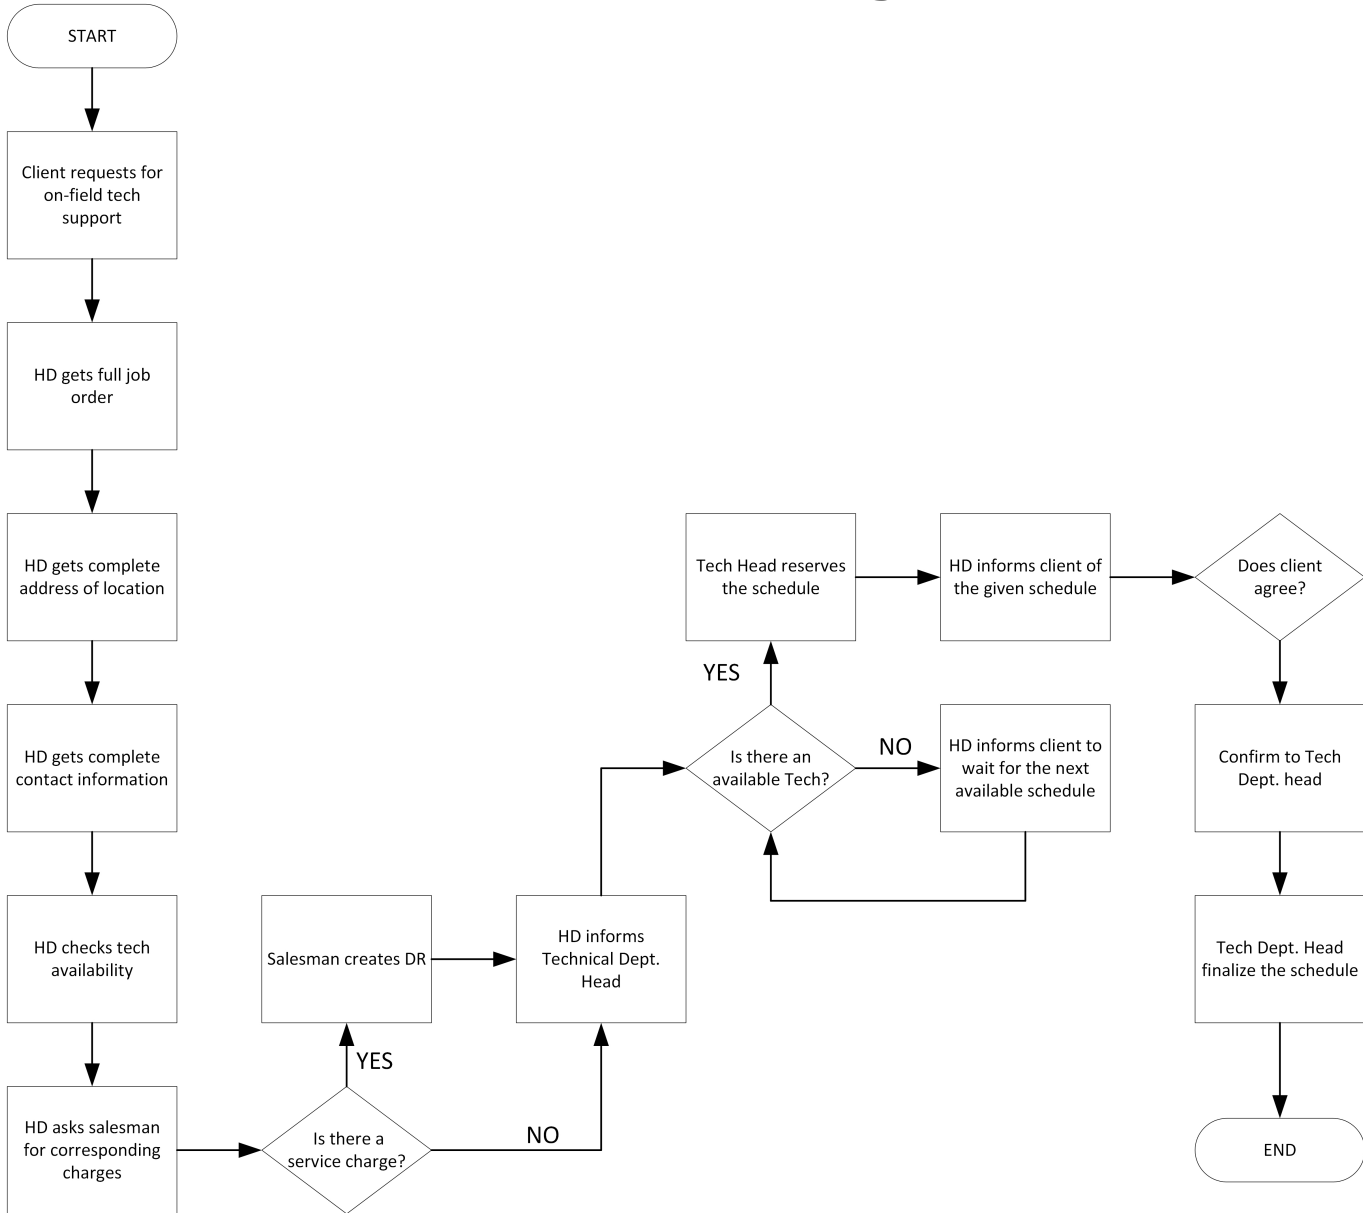 START
Client requests for
on-field tech
support
HD gets full job
order
HD gets complete
address of location
HD gets complete
contact information
HD checks tech
availability
HD asks salesman
for corresponding
charges
Is there a
service charge?
YES
NO
Salesman creates DR
HD informs
Technical Dept.
Head
Is there an
available Tech?
YES
NO
HD informs client to
wait for the next
available schedule
Tech Head reserves
the schedule
HD informs client of
the given schedule
Does client
agree?
Confirm to Tech
Dept. head
Tech Dept. Head
finalize the schedule
END